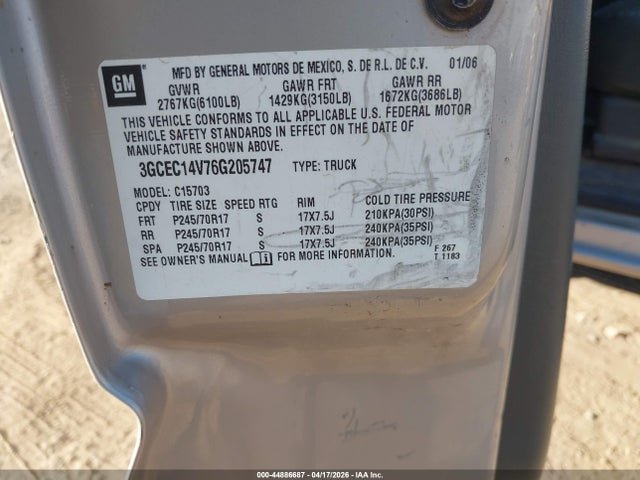 GM
MFD BY GENERAL MOTORS DE MEXICO, S. DE R.L. DE C.V. 01/06
GVWR GAWR FRT GAWR RR
2767KG(6100LB) 1429KG(3150LB) 1672KG(3686LB)
THIS VEHICLE CONFORMS TO ALL APPLICABLE U.S. FEDERAL MOTOR
VEHICLE SAFETY STANDARDS IN EFFECT ON THE DATE OF
MANUFACTURE SHOWN ABOVE.
3GCEC14V76G205747 TYPE: TRUCK
MODEL: C15703
CPDY TIRE SIZE SPEED RTG RIM COLD TIRE PRESSURE
FRT P245/70R17 S 17X7.5J 210KPA(30PSI)
RR P245/70R17 S 17X7.5J 240KPA(35PSI)
SPA P245/70R17 S 17X7.5J 240KPA(35PSI)
SEE OWNER'S MANUAL FOR MORE INFORMATION.
F 267
T 1183
000-44886687 - 04/17/2026 - IAAI.COM